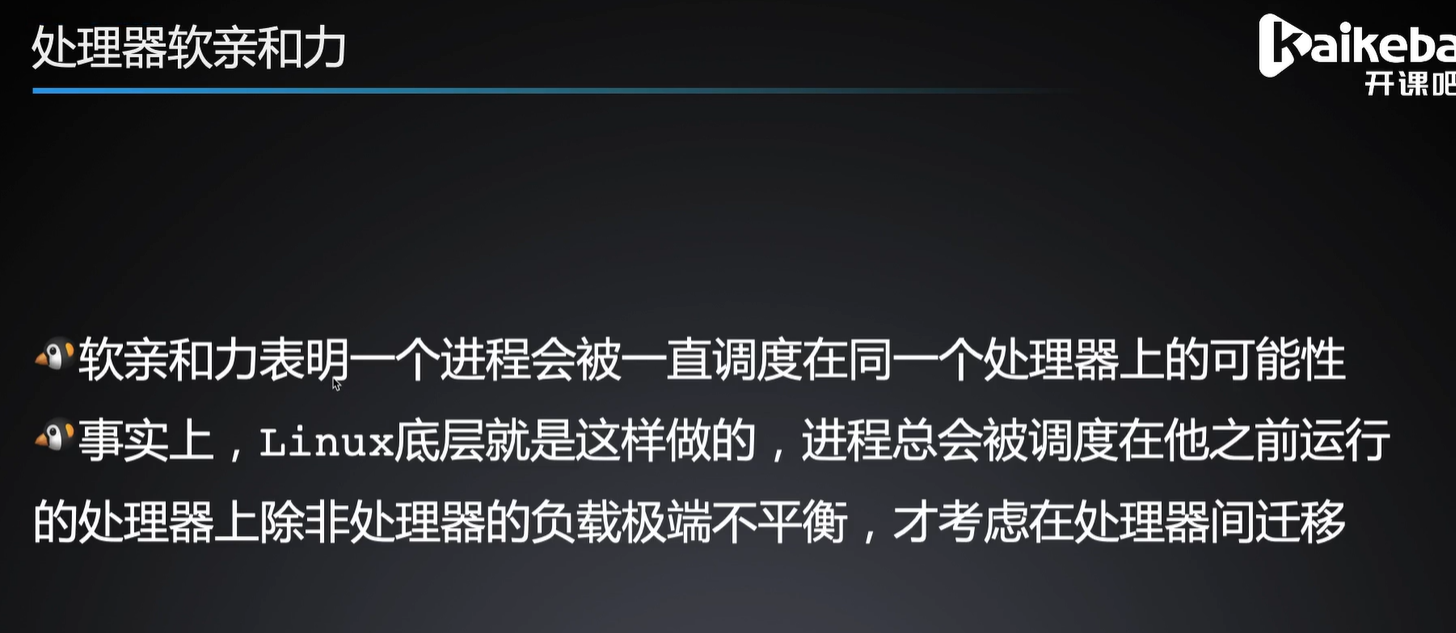 处理器软亲和力
Kaikeba
开课吧
软亲和力表明一个进程会被一直调度在同一个处理器上的可能性
事实上，Linux底层就是这样做的，进程总会被调度在他之前运行
的处理器上除非处理器的负载极端不平衡，才考虑在处理器间迁移